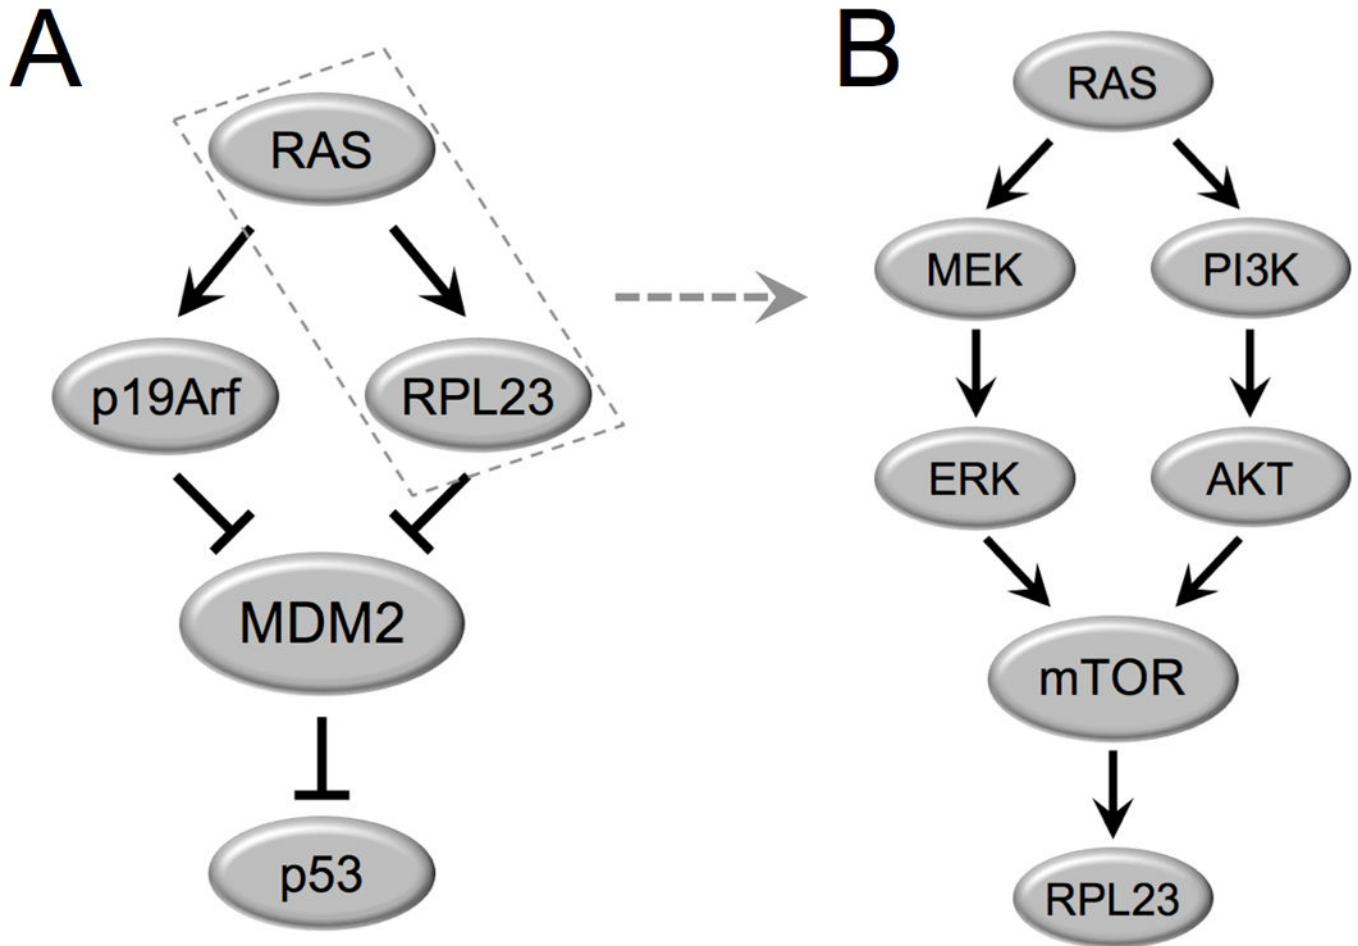 A
RAS
p19Arf
RPL23
MDM2
p53
B
RAS
MEK
PI3K
ERK
AKT
mTOR
RPL23